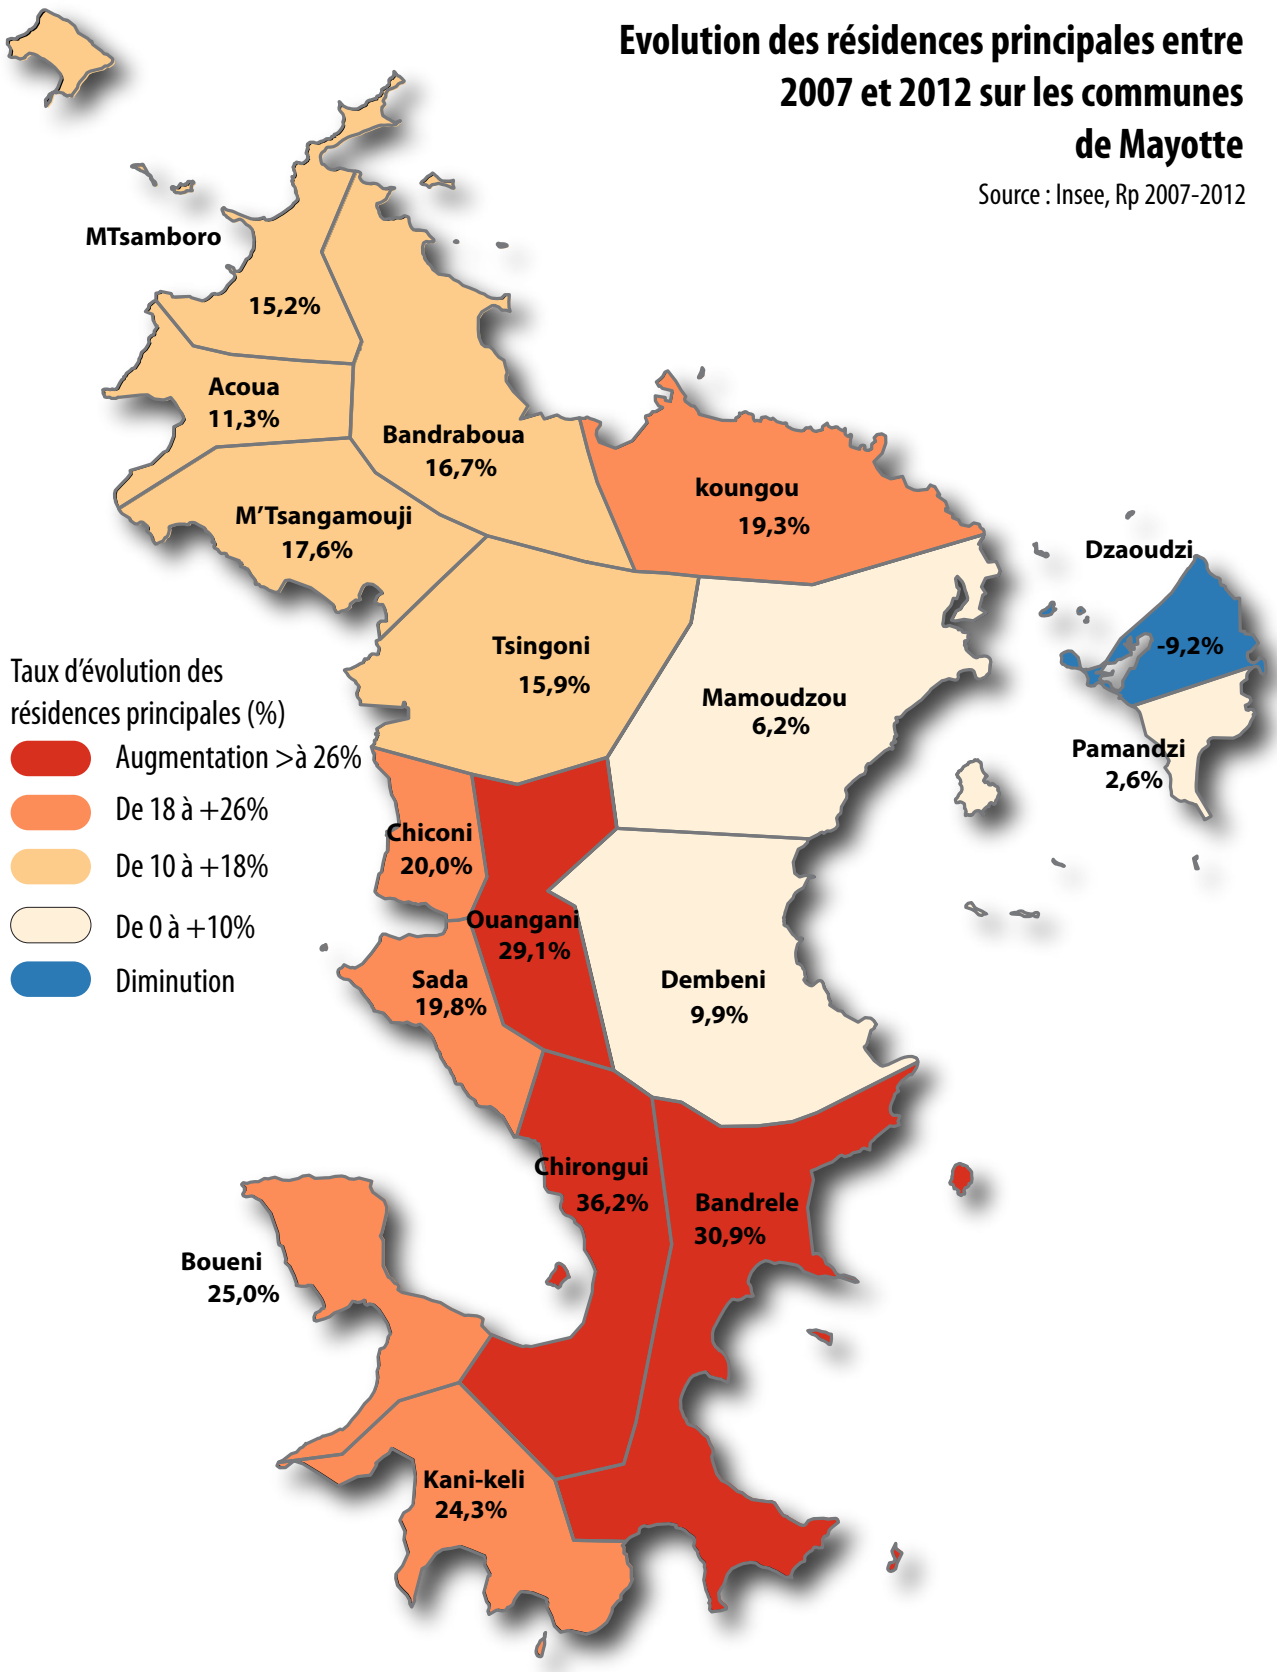 Evolution des résidences principales entre
2007 et 2012 sur les communes
de Mayotte
Source : Insee, Rp 2007-2012
MTsamboro
15,2%
Acoua
11,3%
Bandraboua
16,7%
M'Tsangamouji
17,6%
koungou
19,3%
Dzaoudzi
-9,2%
Tsingoni
15,9%
Mamoudzou
6,2%
Pamandzi
2,6%
Taux d'évolution des
résidences principales (%)
Augmentation >à 26%
De 18 à +26%
De 10 à +18%
De 0 à +10%
Diminution
Chiconi
20,0%
Ouangani
29,1%
Sada
19,8%
Dembeni
9,9%
Chirongui
36,2%
Bandrele
30,9%
Boueni
25,0%
Kani-keli
24,3%